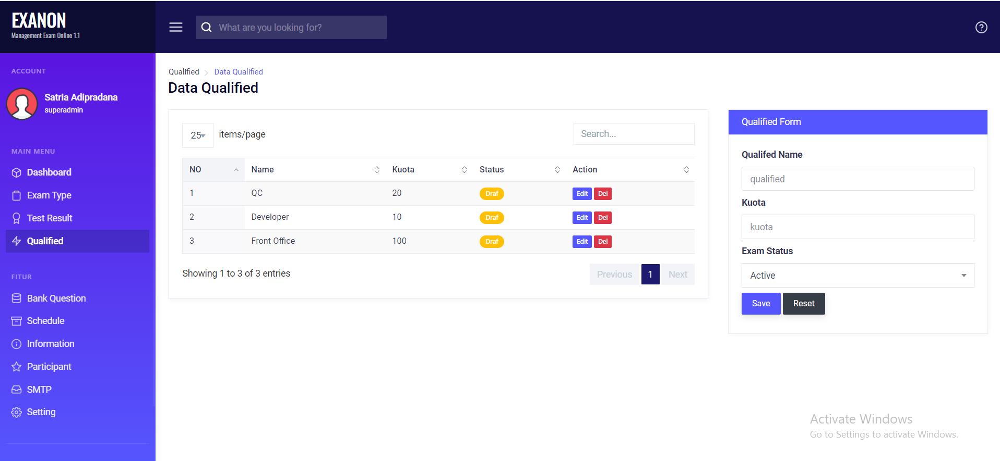 EXANON
Management Exam Online 1.1
What are you looking for?
ACCOUNT
Satria Adipradana
superadmin
MAIN MENU
Dashboard
Exam Type
Test Result
Qualified
FITUR
Bank Question
Schedule
Information
Participant
SMTP
Setting
Qualified Data Qualified
Data Qualified
25 items/page
Search...
NO Name Kuota Status Action
1 QC 20 Draf Edit Del
2 Developer 10 Draf Edit Del
3 Front Office 100 Draf Edit Del
Showing 1 to 3 of 3 entries
Previous 1 Next
Qualified Form
Qualifed Name
qualified
Kuota
kuota
Exam Status
Active
Save Reset
Activate Windows
Go to Settings to activate Windows.